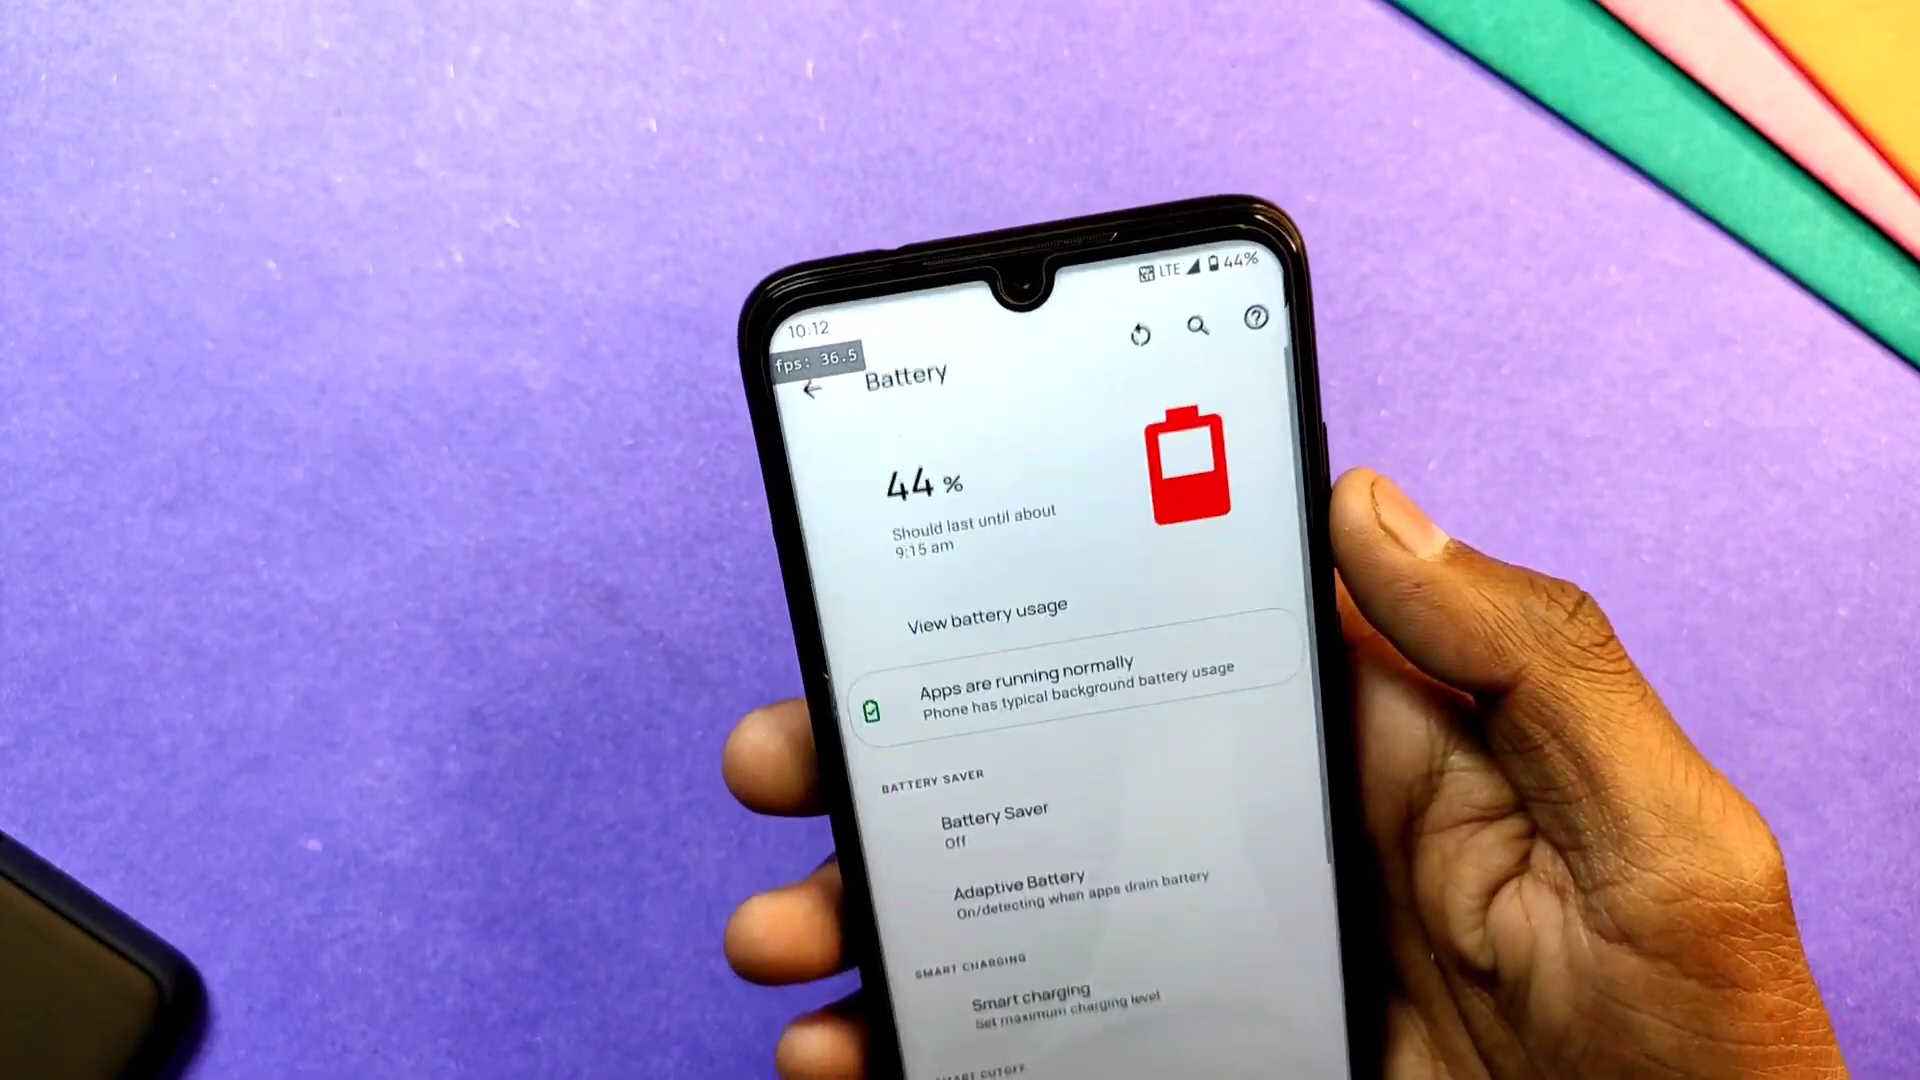 LTE 44%
10:12
fps: 36.5
Battery
44 %
Should last until about
9:15 am
View battery usage
Apps are running normally
Phone has typical background battery usage
BATTERY SAVER
Battery Saver
Off
Adaptive Battery
On/detecting when apps drain battery
SMART CHARGING
Smart charging
Set maximum charging level
SMART CUTOFF